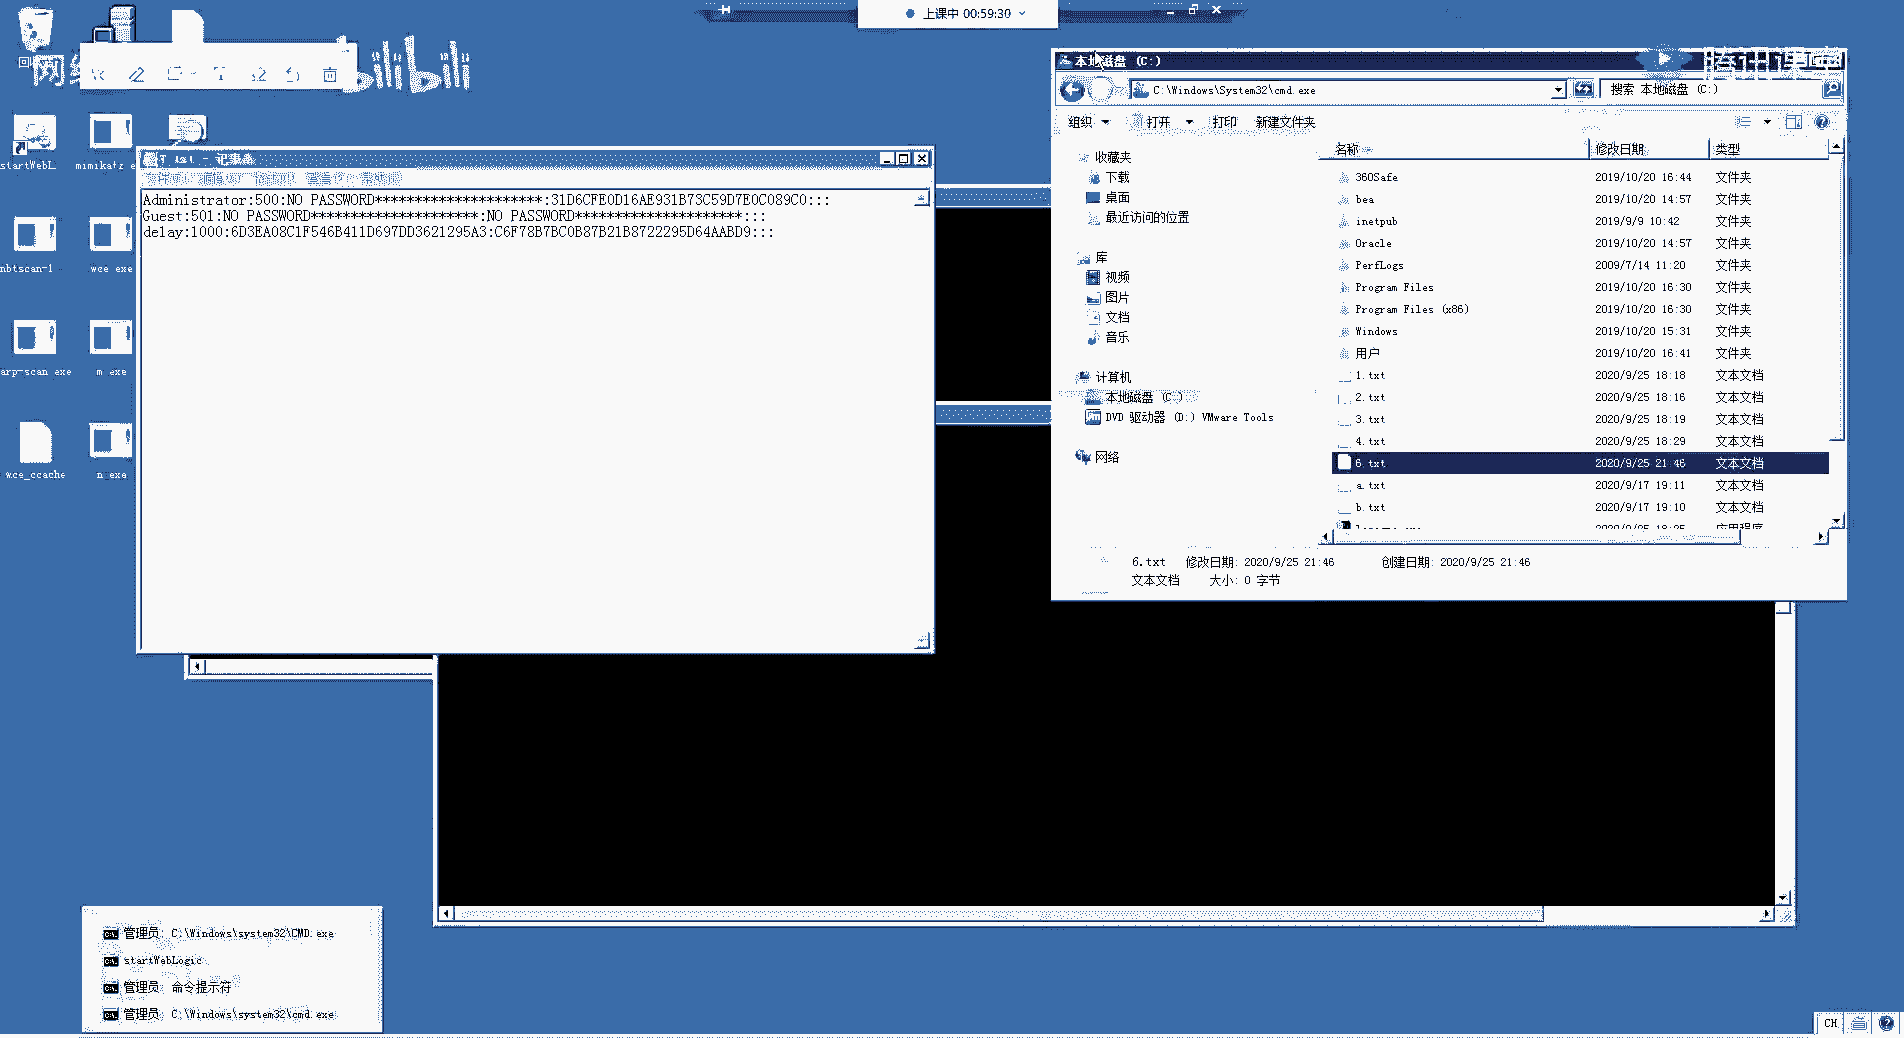 上课中 00:59:30
bilibili
本地磁盘 (C:)
C:\Windows\System32\cmd.exe
搜索 本地磁盘 (C:)
组织
打开
打印
新建文件夹
收藏夹
下载
桌面
最近访问的位置
库
视频
图片
文档
音乐
计算机
本地磁盘 (C:)
DVD 驱动器 (D:) VMware Tools
网络
名称 修改日期 类型
360Safe 2019/10/20 16:44 文件夹
bea 2019/10/20 14:57 文件夹
inetpub 2019/9/9 10:42 文件夹
Oracle 2019/10/20 14:57 文件夹
PerfLogs 2009/7/14 11:20 文件夹
Program Files 2019/10/20 16:30 文件夹
Program Files (x86) 2019/10/20 16:30 文件夹
Windows 2019/10/20 15:31 文件夹
用户 2019/10/20 16:41 文件夹
1.txt 2020/9/25 18:18 文本文档
2.txt 2020/9/25 18:16 文本文档
3.txt 2020/9/25 18:19 文本文档
4.txt 2020/9/25 18:29 文本文档
6.txt 2020/9/25 21:46 文本文档
a.txt 2020/9/17 19:11 文本文档
b.txt 2020/9/17 19:10 文本文档
6.txt 修改日期: 2020/9/25 21:46 创建日期: 2020/9/25 21:46
文本文档 大小: 0 字节
startWebL..
mimikatz.e
nbtscan-1
wce.exe
arp-scan.exe
m.exe
wce_ccache
n.exe
记事本
Administrator:500:NO PASSWORD*********************:31D6CFE0D16AE931B73C59D7E0C089C0:::
Guest:501:NO PASSWORD*********************:NO PASSWORD*********************:::
delay:1000:6D3EA08C1F546B411D697DD3621295A3:C6F78B7BC0B87B21B8722295D64AABD9:::
管理员: C:\Windows\system32\CMD.exe
startWebLogic
管理员: 命令提示符
管理员: C:\Windows\system32\cmd.exe
CH